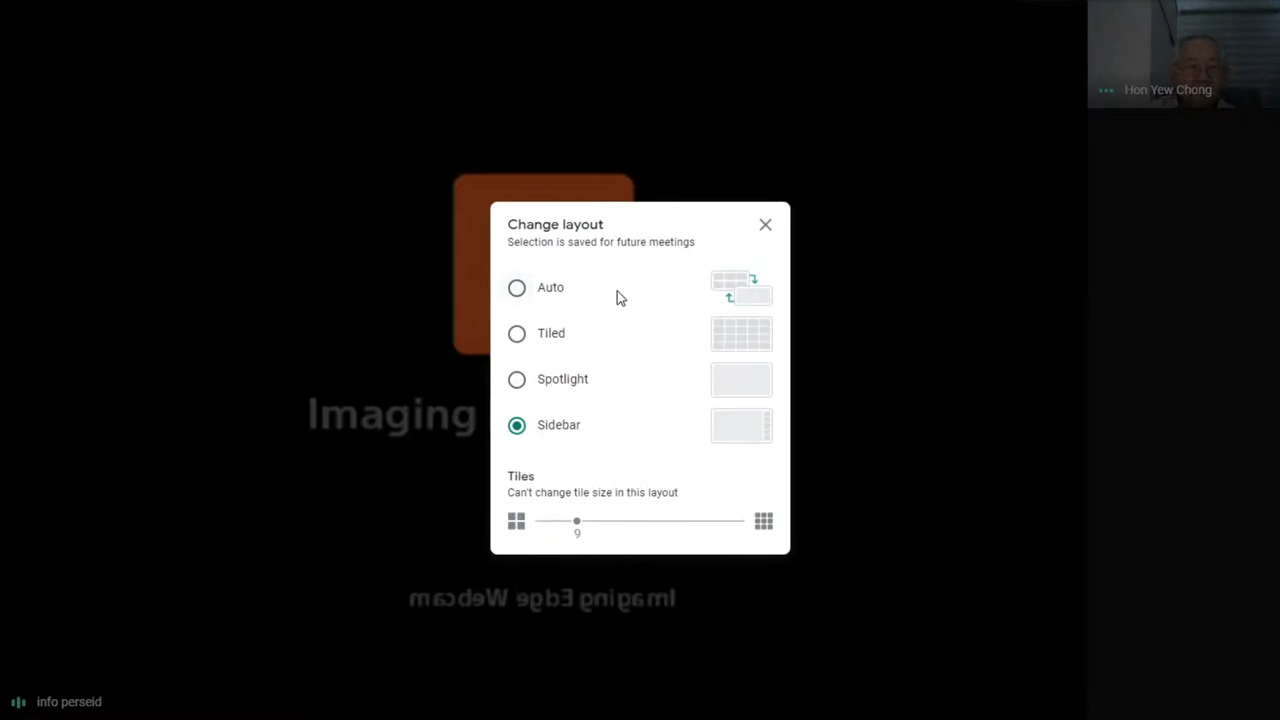 Hon Yew Chong
Change layout
Selection is saved for future meetings
Auto
Tiled
Spotlight
Imaging
Sidebar
Tiles
Can't change tile size in this layout
9
Imaging Edge Webcam
info perseid